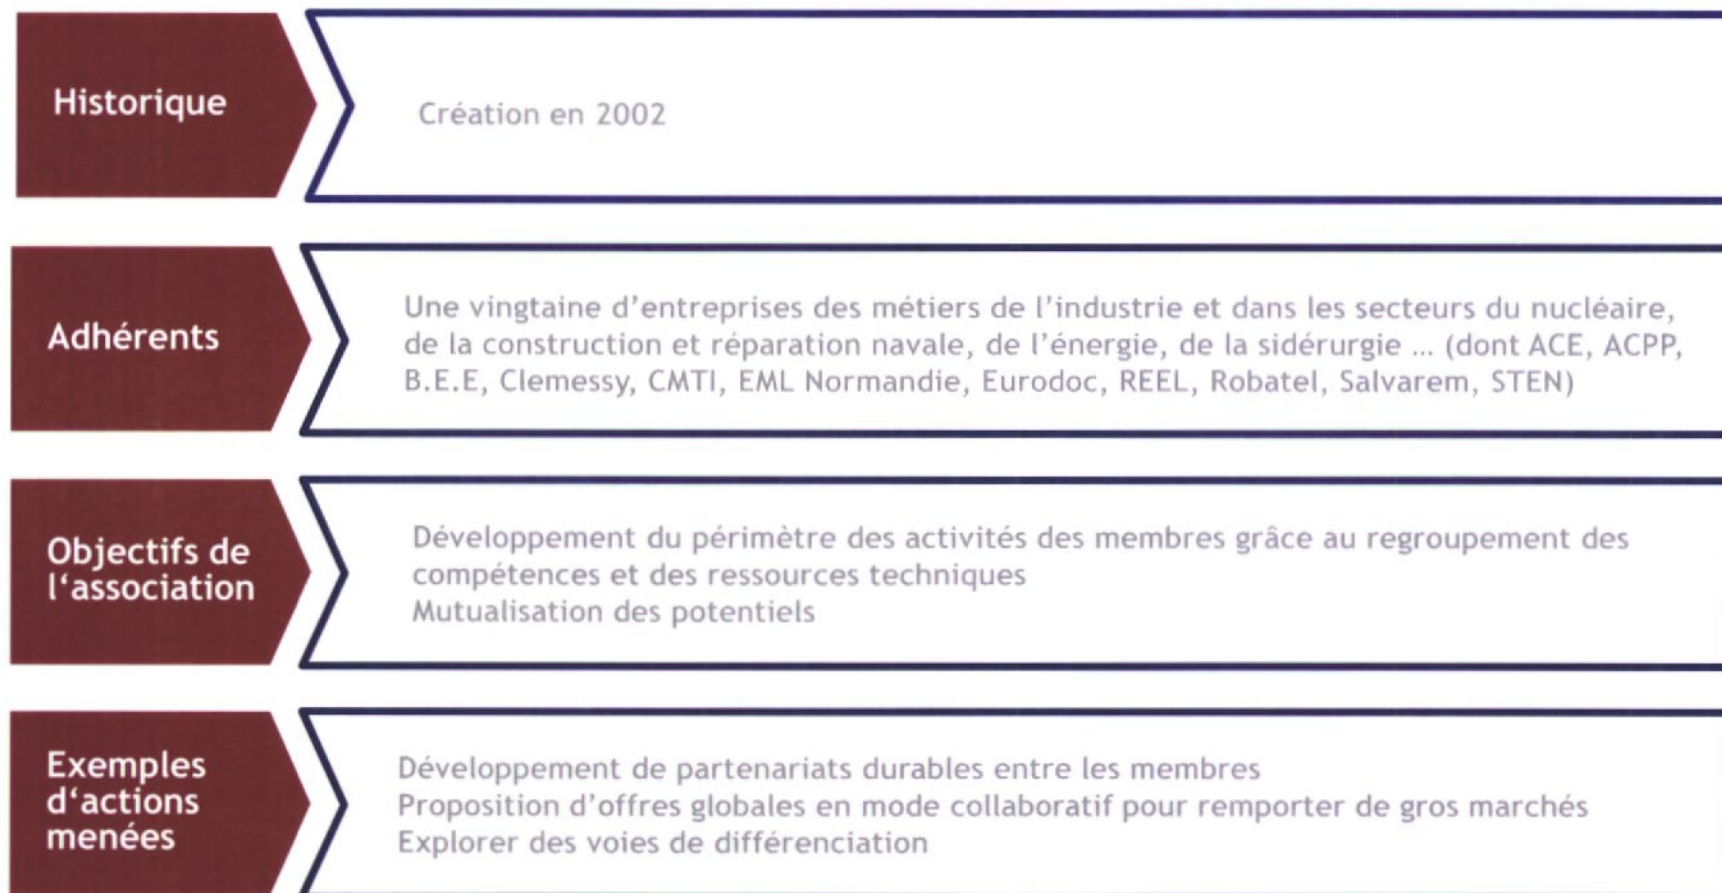 Historique
Création en 2002
Adhérents
Une vingtaine d’entreprises des métiers de l’industrie et dans les secteurs du nucléaire,
de la construction et réparation navale, de l’énergie, de la sidérurgie ... (dont ACE, ACPP,
B.E.E, Clemessy, CMTI, EML Normandie, Eurodoc, REEL, Robatel, Salvarem, STEN)
Objectifs de
l‘association
Développement du périmètre des activités des membres grâce au regroupement des
compétences et des ressources techniques
Mutualisation des potentiels
Exemples
d‘actions
menées
Développement de partenariats durables entre les membres
Proposition d’offres globales en mode collaboratif pour remporter de gros marchés
Explorer des voies de différenciation